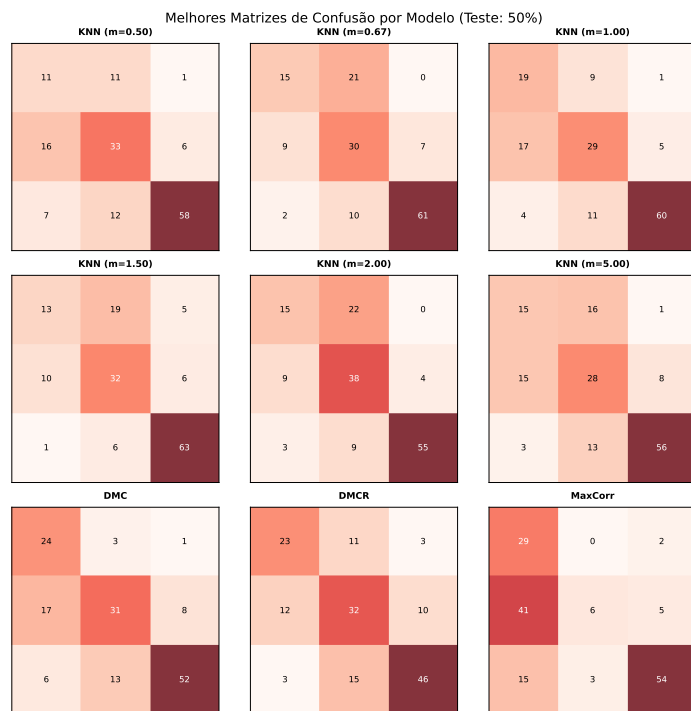 Melhores Matrizes de Confusão por Modelo (Teste: 50%)
KNN (m=0.50) KNN (m=0.67) KNN (m=1.00)
11 11 1 15 21 0 19 9 1
16 33 6 9 30 7 17 29 5
7 12 58 2 10 61 4 11 60
KNN (m=1.50) KNN (m=2.00) KNN (m=5.00)
13 19 5 15 22 0 15 16 1
10 32 6 9 38 4 15 28 8
1 6 63 3 9 55 3 13 56
DMC DMCR MaxCorr
24 3 1 23 11 3 29 0 2
17 31 8 12 32 10 41 6 5
6 13 52 3 15 46 15 3 54